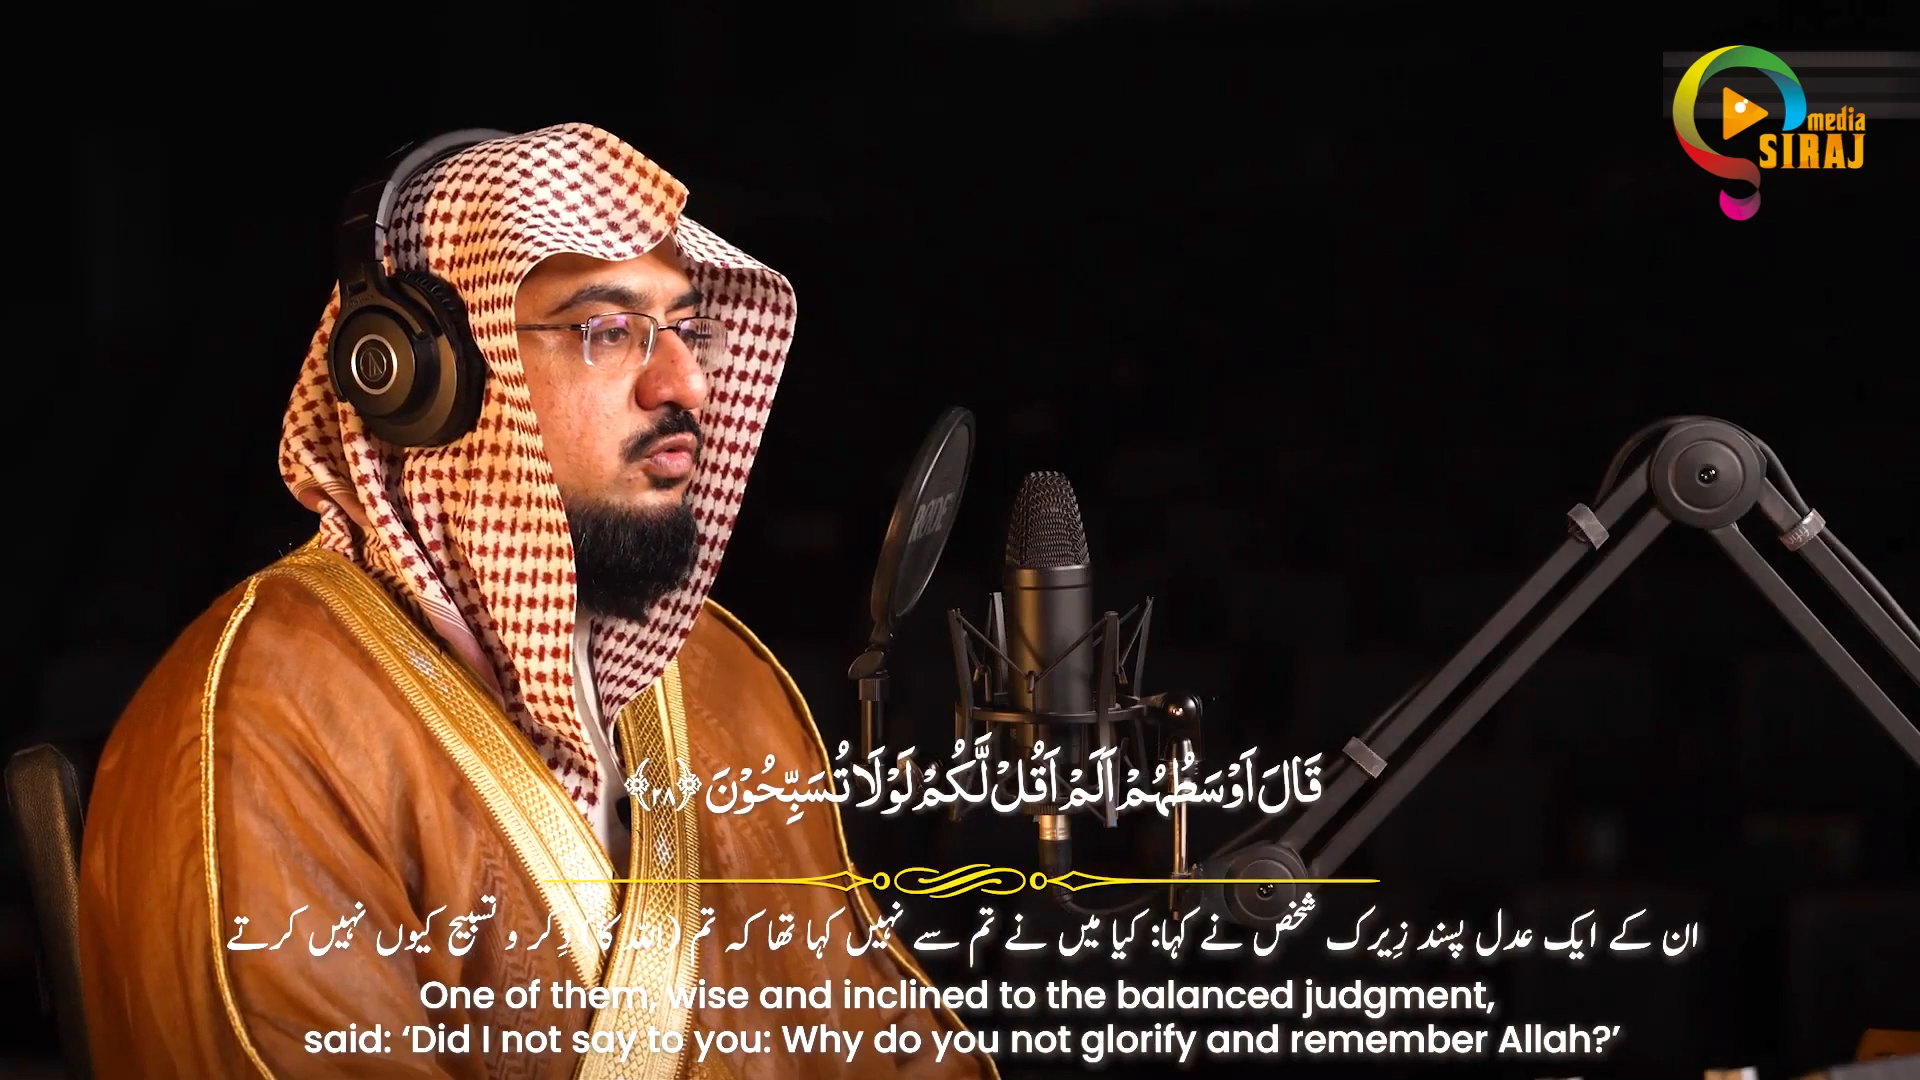 media
SIRAJ
RODE
قَالَ اَوْسَطُهُمْ اَلَمْ اَقُلْ لَّكُمْ لَوْلَا تُسَبِّحُوْنَ ﴿۲۸﴾
ان کے ایک عدل پسند زِیرک شخص نے کہا: کیا میں نے تم سے نہیں کہا تھا کہ تم (اللہ کا) ذِکر و تسبیح کیوں نہیں کرتے
One of them, wise and inclined to the balanced judgment,
said: ‘Did I not say to you: Why do you not glorify and remember Allah?’